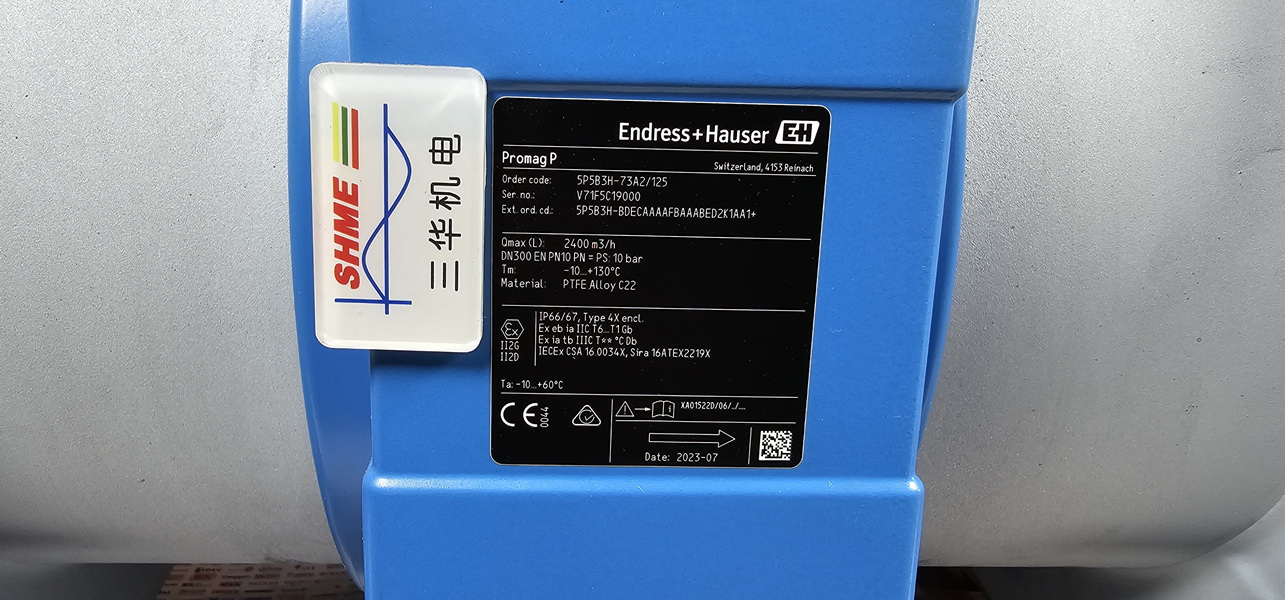 SHME
三华机电
Endress+Hauser EH
Promag P
Switzerland, 4153 Reinach
Order code: 5P5B3H-73A2/125
Ser. no.: V71F5C19000
Ext. ord. cd.: 5P5B3H-BDECAAAAFBAAABED2K1AA1+
Qmax (L): 2400 m3/h
DN300 EN PN10 PN = PS: 10 bar
Tm: -10...+130°C
Material: PTFE Alloy C22
IP66/67, Type 4X encl.
Ex eb ia IIC T6...T1 Gb
Ex ia tb IIIC T** °C Db
IECEx CSA 16.0034X, Sira 16ATEX2219X
Ex
II2G
II2D
Ta: -10...+60°C
CE 0044
XA01522D/06/../...
Date: 2023-07